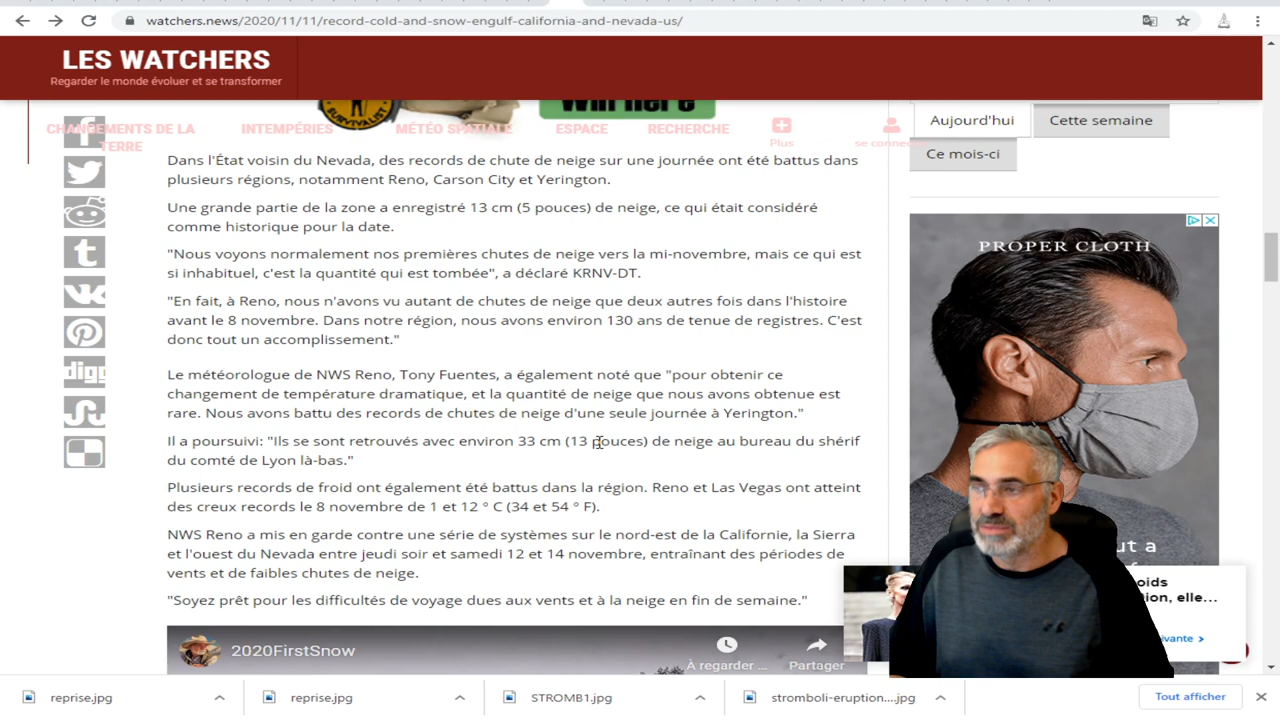 watchers.news/2020/11/11/record-cold-and-snow-engulf-california-and-nevada-us/
LES WATCHERS
Regarder le monde évoluer et se transformer
SURVIVALIST
Win here
CHANGEMENTS DE LA TERRE
INTEMPÉRIES
MÉTÉO SPATIALE
ESPACE
RECHERCHE
Plus
se connecter
Aujourd'hui
Cette semaine
Ce mois-ci
Dans l'État voisin du Nevada, des records de chute de neige sur une journée ont été battus dans
plusieurs régions, notamment Reno, Carson City et Yerington.
Une grande partie de la zone a enregistré 13 cm (5 pouces) de neige, ce qui était considéré
comme historique pour la date.
"Nous voyons normalement nos premières chutes de neige vers la mi-novembre, mais ce qui est
si inhabituel, c'est la quantité qui est tombée", a déclaré KRNV-DT.
"En fait, à Reno, nous n'avons vu autant de chutes de neige que deux autres fois dans l'histoire
avant le 8 novembre. Dans notre région, nous avons environ 130 ans de tenue de registres. C'est
donc tout un accomplissement."
Le météorologue de NWS Reno, Tony Fuentes, a également noté que "pour obtenir ce
changement de température dramatique, et la quantité de neige que nous avons obtenue est
rare. Nous avons battu des records de chutes de neige d'une seule journée à Yerington."
Il a poursuivi: "Ils se sont retrouvés avec environ 33 cm (13 pouces) de neige au bureau du shérif
du comté de Lyon là-bas."
Plusieurs records de froid ont également été battus dans la région. Reno et Las Vegas ont atteint
des creux records le 8 novembre de 1 et 12 ° C (34 et 54 ° F).
NWS Reno a mis en garde contre une série de systèmes sur le nord-est de la Californie, la Sierra
et l'ouest du Nevada entre jeudi soir et samedi 12 et 14 novembre, entraînant des périodes de
vents et de faibles chutes de neige.
"Soyez prêt pour les difficultés de voyage dues aux vents et à la neige en fin de semaine."
2020FirstSnow
À regarder ...
Partager
digg
PROPER CLOTH
ut a
oids
ion, elle...
ivante >
reprise.jpg
reprise.jpg
STROMB1.jpg
stromboli-eruption....jpg
Tout afficher